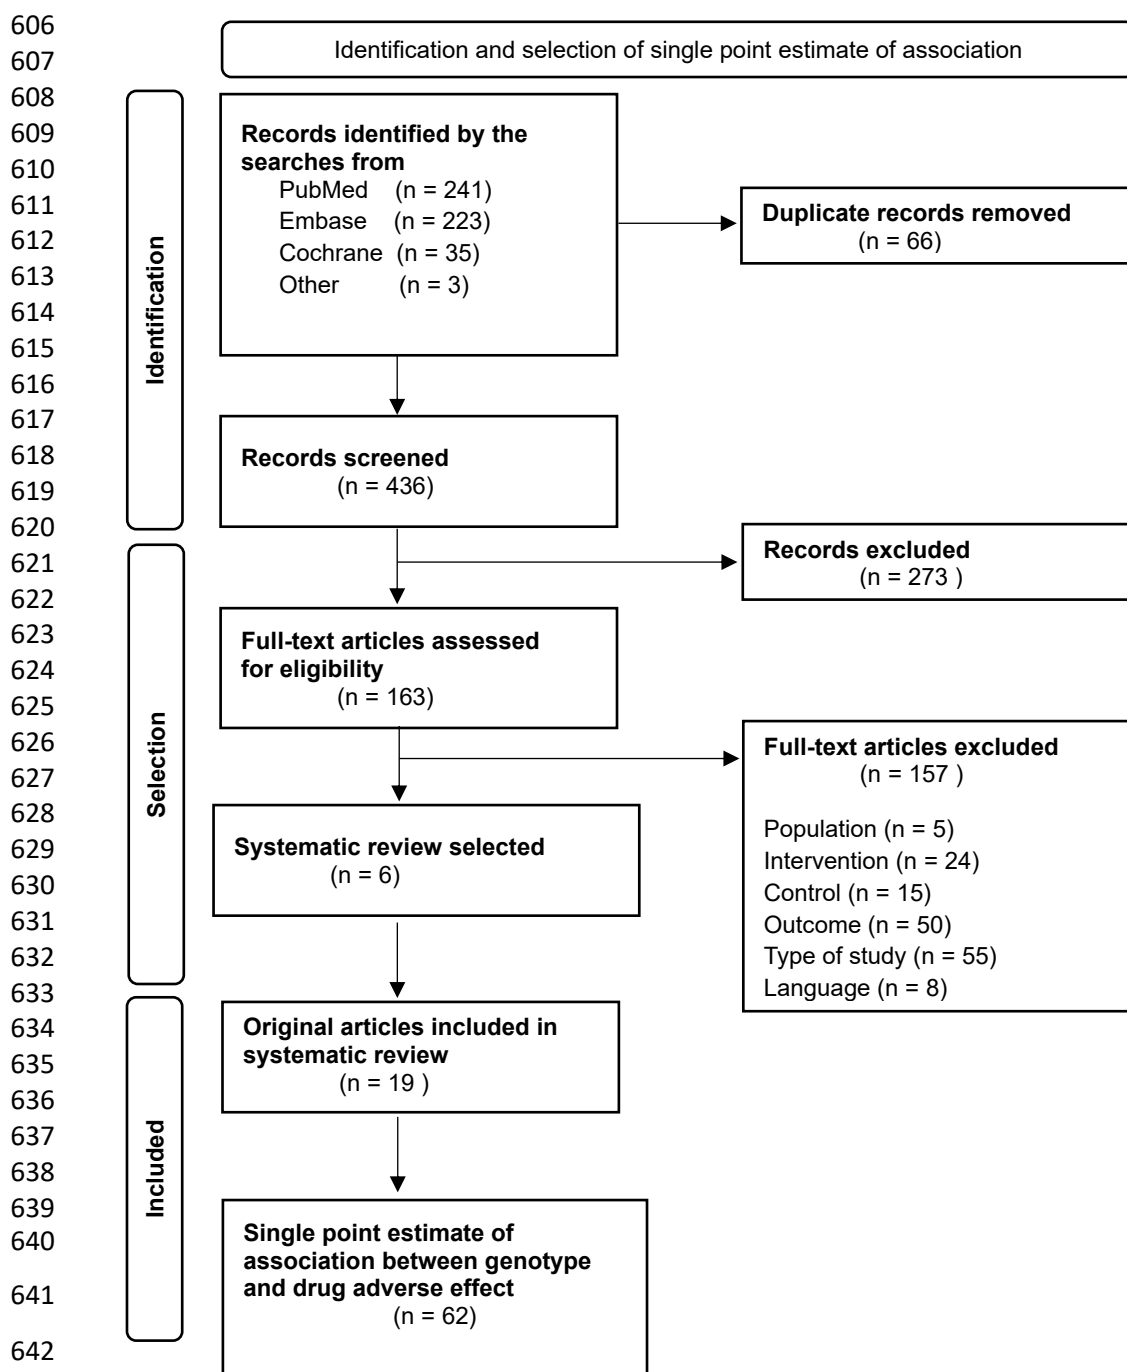 606
607
Identification and selection of single point estimate of association
608
609
610
611
612
613
614
615
616
617
618
619
620
621
622
623
624
625
626
627
628
629
630
631
632
633
634
635
636
637
638
639
640
641
642
Identification
Records identified by the
searches from
PubMed (n = 241)
Embase (n = 223)
Cochrane (n = 35)
Other (n = 3)
Duplicate records removed
(n = 66)
Records screened
(n = 436)
Records excluded
(n = 273 )
Selection
Full-text articles assessed
for eligibility
(n = 163)
Full-text articles excluded
(n = 157 )
Population (n = 5)
Intervention (n = 24)
Control (n = 15)
Outcome (n = 50)
Type of study (n = 55)
Language (n = 8)
Systematic review selected
(n = 6)
Included
Original articles included in
systematic review
(n = 19 )
Single point estimate of
association between genotype
and drug adverse effect
(n = 62)